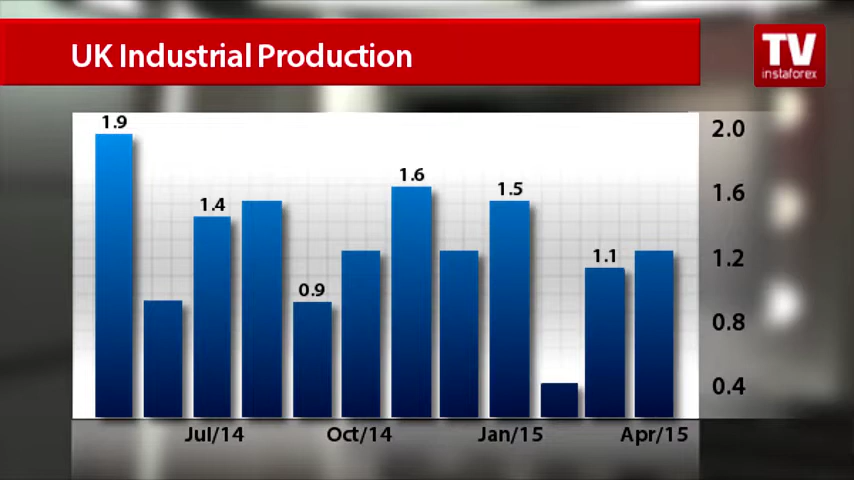 UK Industrial Production
TV
instaforex
1.9
1.4
0.9
1.6
1.5
1.1
2.0
1.6
1.2
0.8
0.4
Jul/14 Oct/14 Jan/15 Apr/15